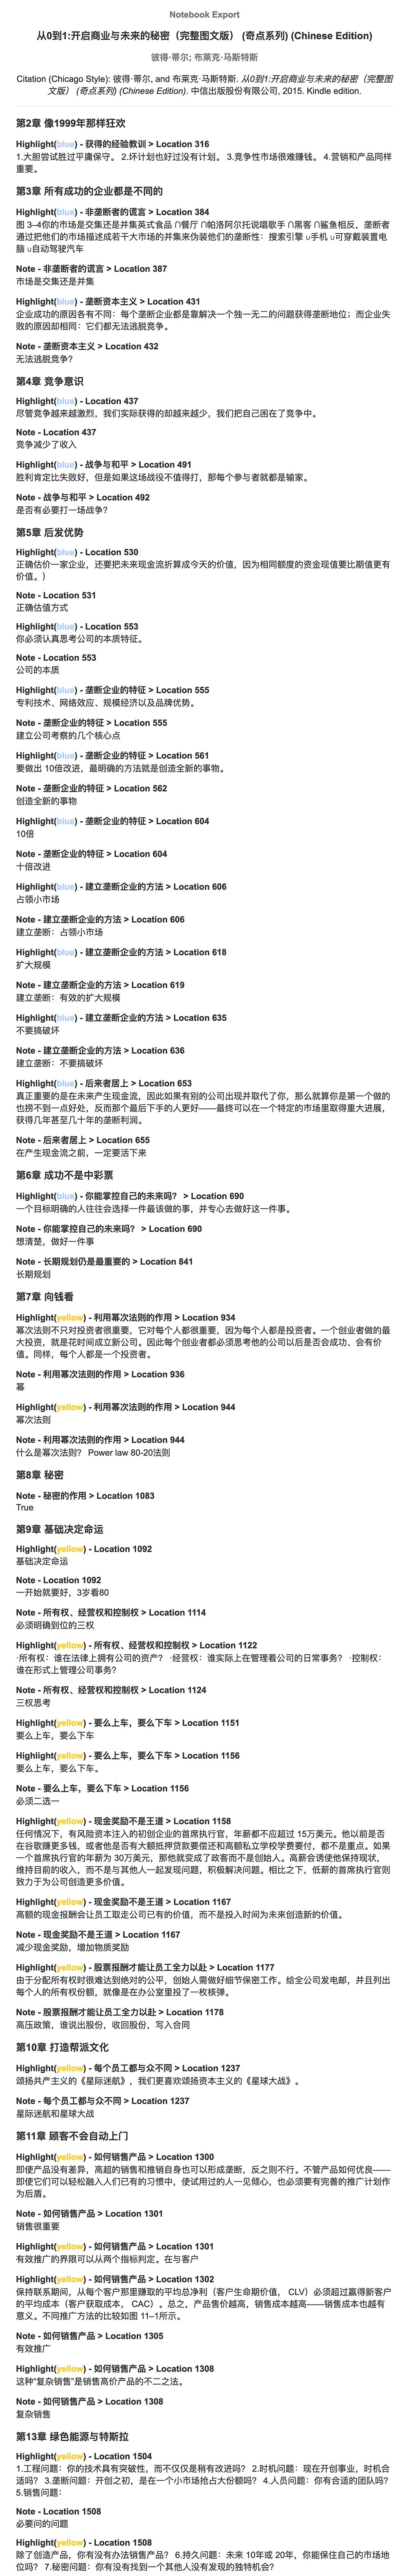 Notebook Export
从0到1:开启商业与未来的秘密（完整图文版） (奇点系列) (Chinese Edition)
彼得·蒂尔; 布莱克·马斯特斯
Citation (Chicago Style): 彼得·蒂尔, and 布莱克·马斯特斯. 从0到1:开启商业与未来的秘密（完整图
文版） (奇点系列) (Chinese Edition). 中信出版股份有限公司, 2015. Kindle edition.
第2章 像1999年那样狂欢
Highlight(blue) - 获得的经验教训 > Location 316
1.大胆尝试胜过平庸保守。 2.坏计划也好过没有计划。 3.竞争性市场很难赚钱。 4.营销和产品同样
重要。
第3章 所有成功的企业都是不同的
Highlight(blue) - 非垄断者的谎言 > Location 384
图 3–4你的市场是交集还是并集英式食品 ∩餐厅 ∩帕洛阿尔托说唱歌手 ∩黑客 ∩鲨鱼相反，垄断者
通过把他们的市场描述成若干大市场的并集来伪装他们的垄断性：搜索引擎 ∪手机 ∪可穿戴装置电
脑 ∪自动驾驶汽车
Note - 非垄断者的谎言 > Location 387
市场是交集还是并集
Highlight(blue) - 垄断资本主义 > Location 431
企业成功的原因各有不同：每个垄断企业都是靠解决一个独一无二的问题获得垄断地位；而企业失
败的原因却相同：它们都无法逃脱竞争。
Note - 垄断资本主义 > Location 432
无法逃脱竞争？
第4章 竞争意识
Highlight(blue) - Location 437
尽管竞争越来越激烈，我们实际获得的却越来越少，我们把自己困在了竞争中。
Note - Location 437
竞争减少了收入
Highlight(blue) - 战争与和平 > Location 491
胜利肯定比失败好，但是如果这场战役不值得打，那每个参与者就都是输家。
Note - 战争与和平 > Location 492
是否有必要打一场战争？
第5章 后发优势
Highlight(blue) - Location 530
正确估价一家企业，还要把未来现金流折算成今天的价值，因为相同额度的资金现值要比期值更有
价值。)
Note - Location 531
正确估值方式
Highlight(blue) - Location 553
你必须认真思考公司的本质特征。
Note - Location 553
公司的本质
Highlight(blue) - 垄断企业的特征 > Location 555
专利技术、网络效应、规模经济以及品牌优势。
Note - 垄断企业的特征 > Location 555
建立公司考察的几个核心点
Highlight(blue) - 垄断企业的特征 > Location 561
要做出 10倍改进，最明确的方法就是创造全新的事物。
Note - 垄断企业的特征 > Location 562
创造全新的事物
Highlight(blue) - 垄断企业的特征 > Location 604
10倍
Note - 垄断企业的特征 > Location 604
十倍改进
Highlight(blue) - 建立垄断企业的方法 > Location 606
占领小市场
Note - 建立垄断企业的方法 > Location 606
建立垄断：占领小市场
Highlight(blue) - 建立垄断企业的方法 > Location 618
扩大规模
Note - 建立垄断企业的方法 > Location 619
建立垄断：有效的扩大规模
Highlight(blue) - 建立垄断企业的方法 > Location 635
不要搞破坏
Note - 建立垄断企业的方法 > Location 636
建立垄断：不要搞破坏
Highlight(blue) - 后来者居上 > Location 653
真正重要的是在未来产生现金流，因此如果有别的公司出现并取代了你，那么就算你是第一个做的
也捞不到一点好处，反而那个最后下手的人更好——最终可以在一个特定的市场里取得重大进展，
获得几年甚至几十年的垄断利润。
Note - 后来者居上 > Location 655
在产生现金流之前，一定要活下来
第6章 成功不是中彩票
Highlight(blue) - 你能掌控自己的未来吗？ > Location 690
一个目标明确的人往往会选择一件最该做的事，并专心去做好这一件事。
Note - 你能掌控自己的未来吗？ > Location 690
想清楚，做好一件事
Note - 长期规划仍是最重要的 > Location 841
长期规划
第7章 向钱看
Highlight(yellow) - 利用幂次法则的作用 > Location 934
幂次法则不只对投资者很重要，它对每个人都很重要，因为每个人都是投资者。一个创业者做的最
大投资，就是花时间成立新公司。因此每个创业者都必须思考他的公司以后是否会成功、会有价
值。同样，每个人都是一个投资者。
Note - 利用幂次法则的作用 > Location 936
幂
Highlight(yellow) - 利用幂次法则的作用 > Location 944
幂次法则
Note - 利用幂次法则的作用 > Location 944
什么是幂次法则？ Power law 80-20法则
第8章 秘密
Note - 秘密的作用 > Location 1083
True
第9章 基础决定命运
Highlight(yellow) - Location 1092
基础决定命运
Note - Location 1092
一开始就要好，3岁看80
Note - 所有权、经营权和控制权 > Location 1114
必须明确到位的三权
Highlight(yellow) - 所有权、经营权和控制权 > Location 1122
·所有权：谁在法律上拥有公司的资产？ ·经营权：谁实际上在管理着公司的日常事务？ ·控制权：
谁在形式上管理公司事务？
Note - 所有权、经营权和控制权 > Location 1124
三权思考
Highlight(yellow) - 要么上车，要么下车 > Location 1151
要么上车，要么下车
Highlight(yellow) - 要么上车，要么下车 > Location 1156
要么上车，要么下车。
Note - 要么上车，要么下车 > Location 1156
必须二选一
Highlight(yellow) - 现金奖励不是王道 > Location 1158
任何情况下，有风险资本注入的初创企业的首席执行官，年薪都不应超过 15万美元。他以前是否
在谷歌赚更多钱，或者他是否有大额抵押贷款要偿还和高额私立学校学费要付，都不是重点。如果
一个首席执行官的年薪为 30万美元，那他就变成了政客而不是创始人。高薪会诱使他保持现状，
维持目前的收入，而不是与其他人一起发现问题，积极解决问题。相比之下，低薪的首席执行官则
致力于为公司创造更多价值。
Highlight(yellow) - 现金奖励不是王道 > Location 1167
高额的现金报酬会让员工取走公司已有的价值，而不是投入时间为未来创造新的价值。
Note - 现金奖励不是王道 > Location 1167
减少现金奖励，增加物质奖励
Highlight(yellow) - 股票报酬才能让员工全力以赴 > Location 1177
由于分配所有权时很难达到绝对的公平，创始人需做好细节保密工作。给全公司发电邮，并且列出
每个人的所有权份额，就像是在办公室里投了一枚核弹。
Note - 股票报酬才能让员工全力以赴 > Location 1178
高压政策，谁说出股份，收回股份，写入合同
第10章 打造帮派文化
Highlight(yellow) - 每个员工都与众不同 > Location 1237
颂扬共产主义的《星际迷航》，我们更喜欢颂扬资本主义的《星球大战》。
Note - 每个员工都与众不同 > Location 1237
星际迷航和星球大战
第11章 顾客不会自动上门
Highlight(yellow) - 如何销售产品 > Location 1300
即使产品没有差异，高超的销售和推销自身也可以形成垄断，反之则不行。不管产品如何优良——
即使它们可以轻松融入人们已有的习惯中，使试用过的人一见倾心，也必须要有完善的推广计划作
为后盾。
Note - 如何销售产品 > Location 1301
销售很重要
Highlight(yellow) - 如何销售产品 > Location 1301
有效推广的界限可以从两个指标判定。在与客户
Highlight(yellow) - 如何销售产品 > Location 1302
保持联系期间，从每个客户那里赚取的平均总净利（客户生命期价值， CLV）必须超过赢得新客户
的平均成本（客户获取成本， CAC）。总之，产品售价越高，销售成本越高——销售成本也越有
意义。不同推广方法的比较如图 11–1所示。
Note - 如何销售产品 > Location 1305
有效推广
Highlight(yellow) - 如何销售产品 > Location 1308
这种“复杂销售”是销售高价产品的不二之法。
Note - 如何销售产品 > Location 1308
复杂销售
第13章 绿色能源与特斯拉
Highlight(yellow) - Location 1504
1.工程问题：你的技术具有突破性，而不仅仅是稍有改进吗？ 2.时机问题：现在开创事业，时机合
适吗？ 3.垄断问题：开创之初，是在一个小市场抢占大份额吗？ 4.人员问题：你有合适的团队吗？
5.销售问题：
Note - Location 1508
必要问的问题
Highlight(yellow) - Location 1508
除了创造产品，你有没有办法销售产品？ 6.持久问题：未来 10年或 20年，你能保住自己的市场地
位吗？ 7.秘密问题：你有没有找到一个其他人没有发现的独特机会？